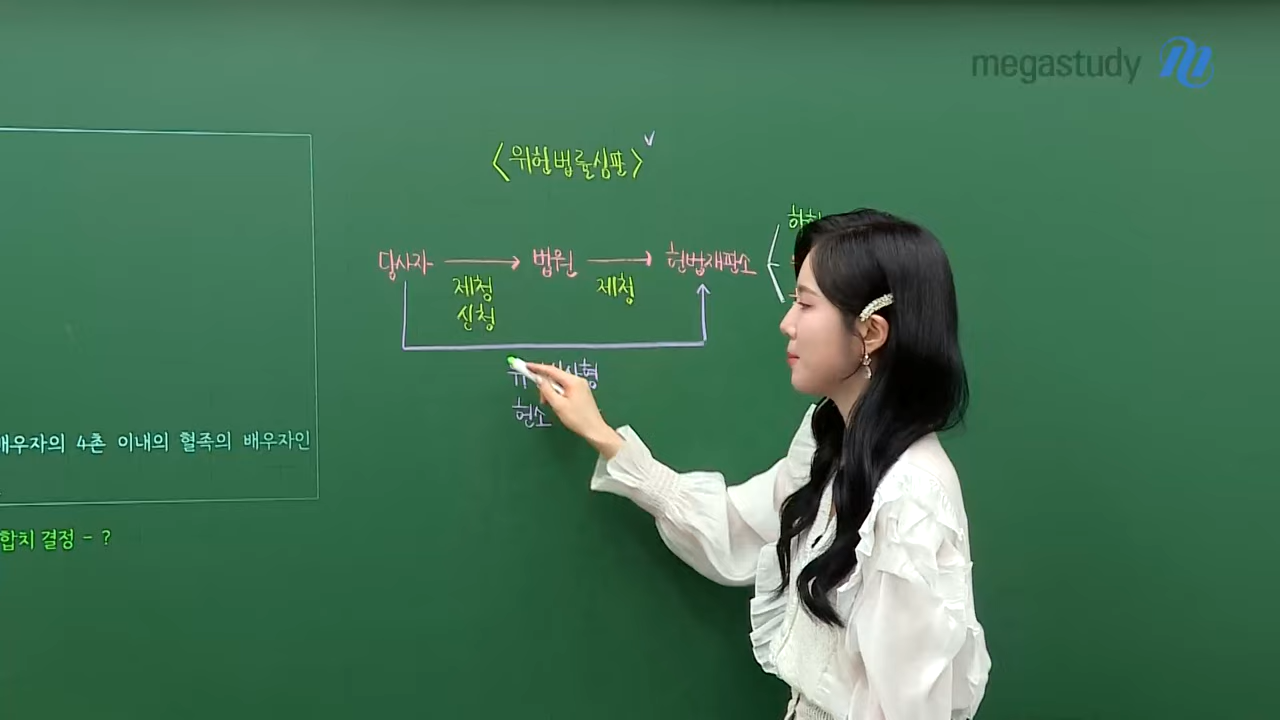 megastudy
<위헌법률심판>
당사자 → 법원 → 헌법재판소
제청
신청
제청
헌소
배우자의 4촌 이내의 혈족의 배우자인
합치 결정 - ?